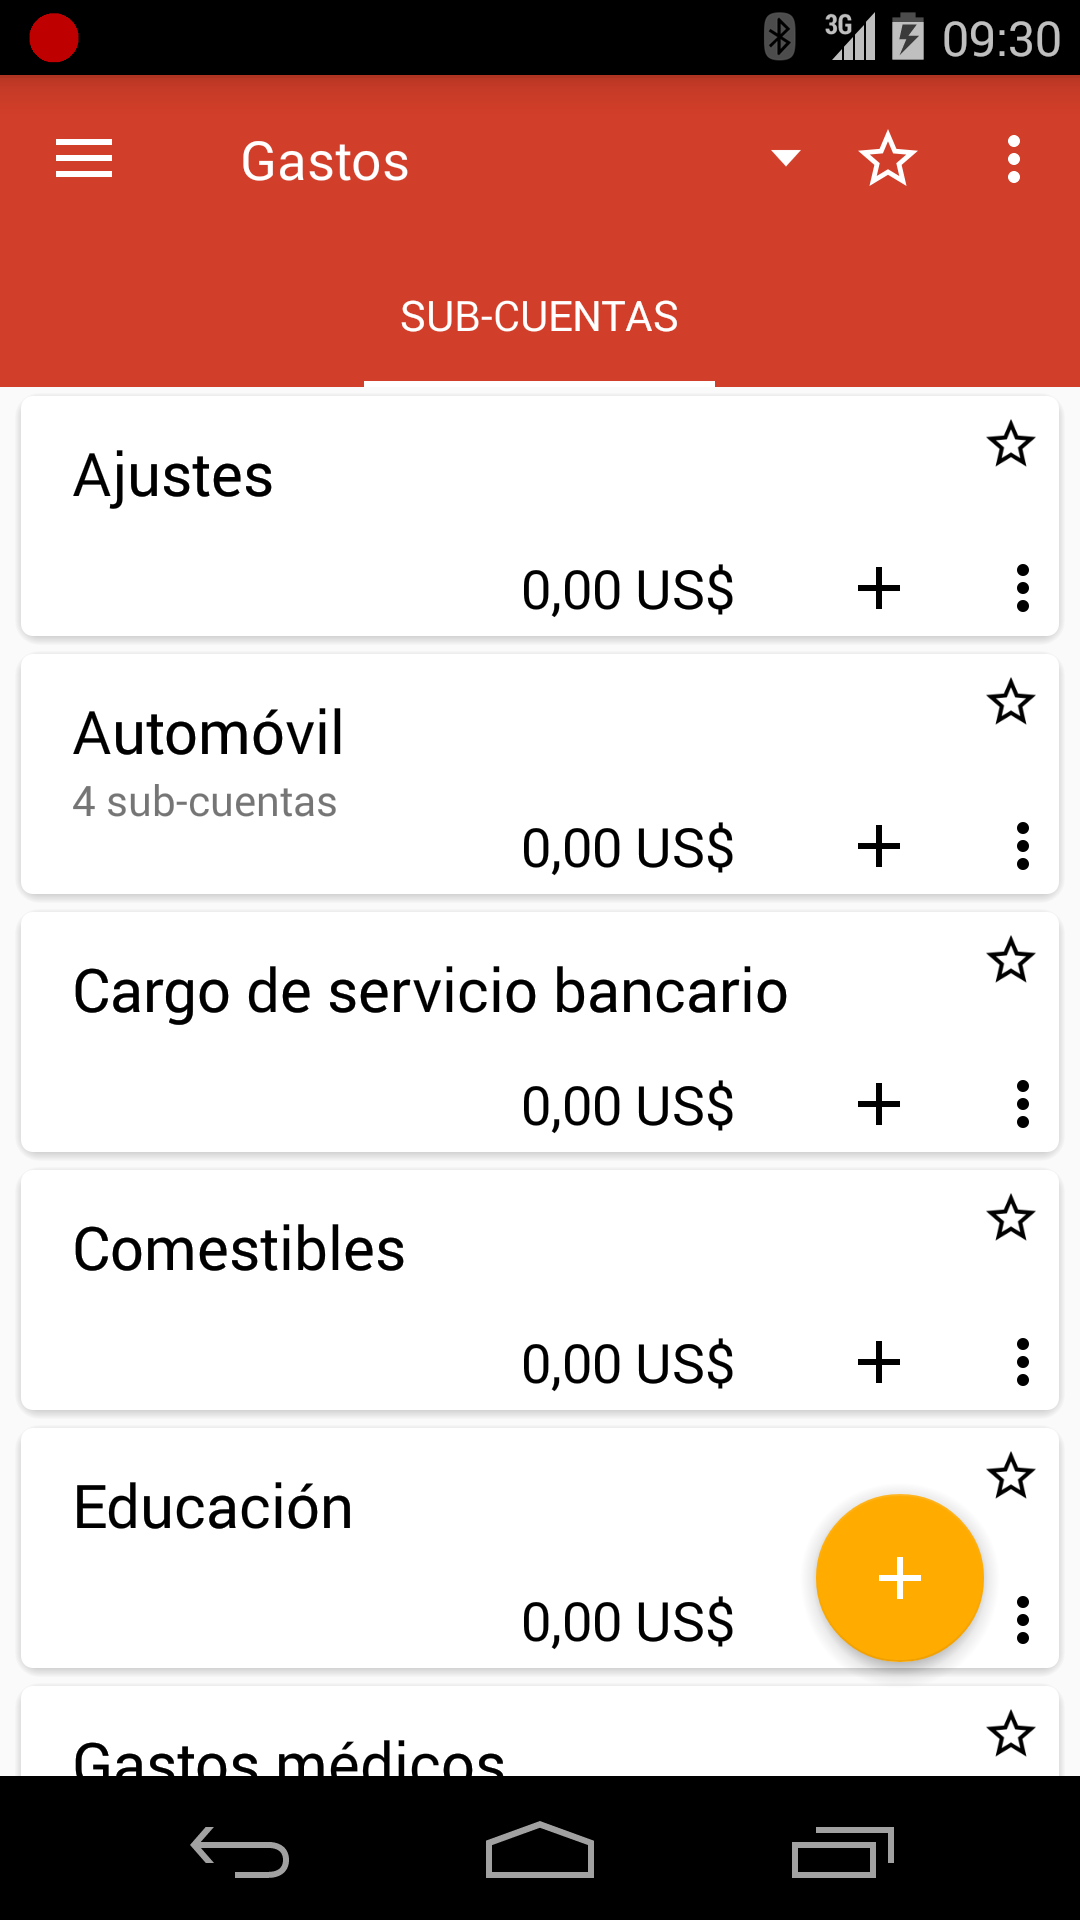 3G 09:30
Gastos
SUB-CUENTAS
Ajustes
0,00 US$
Automóvil
4 sub-cuentas
0,00 US$
Cargo de servicio bancario
0,00 US$
Comestibles
0,00 US$
Educación
0,00 US$
Gastos médicos